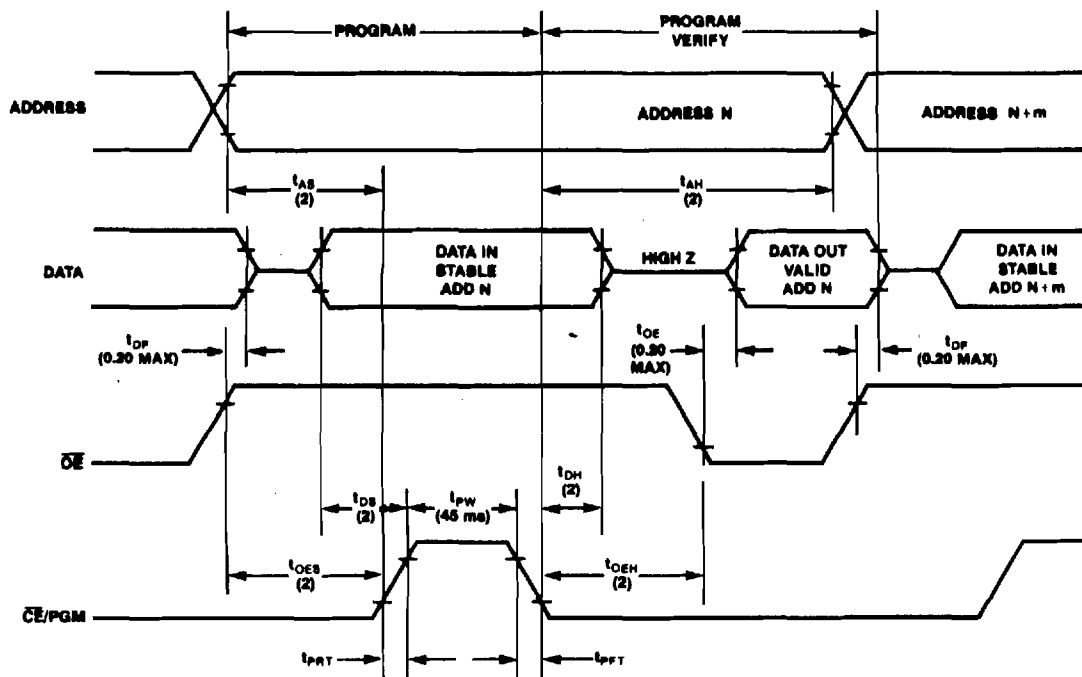 PROGRAM
PROGRAM
VERIFY
ADDRESS
ADDRESS N
ADDRESS N + m
tAS
(2)
tAH
(2)
DATA
DATA IN
STABLE
ADD N
HIGH Z
DATA OUT
VALID
ADD N
DATA IN
STABLE
ADD N + m
tDF
(0.20 MAX)
tOE
(0.20
MAX)
tDF
(0.20 MAX)
OE
tDS
(2)
tPW
(45 ms)
tDH
(2)
tOES
(2)
tOEH
(2)
CE/PGM
tPRT
tPFT